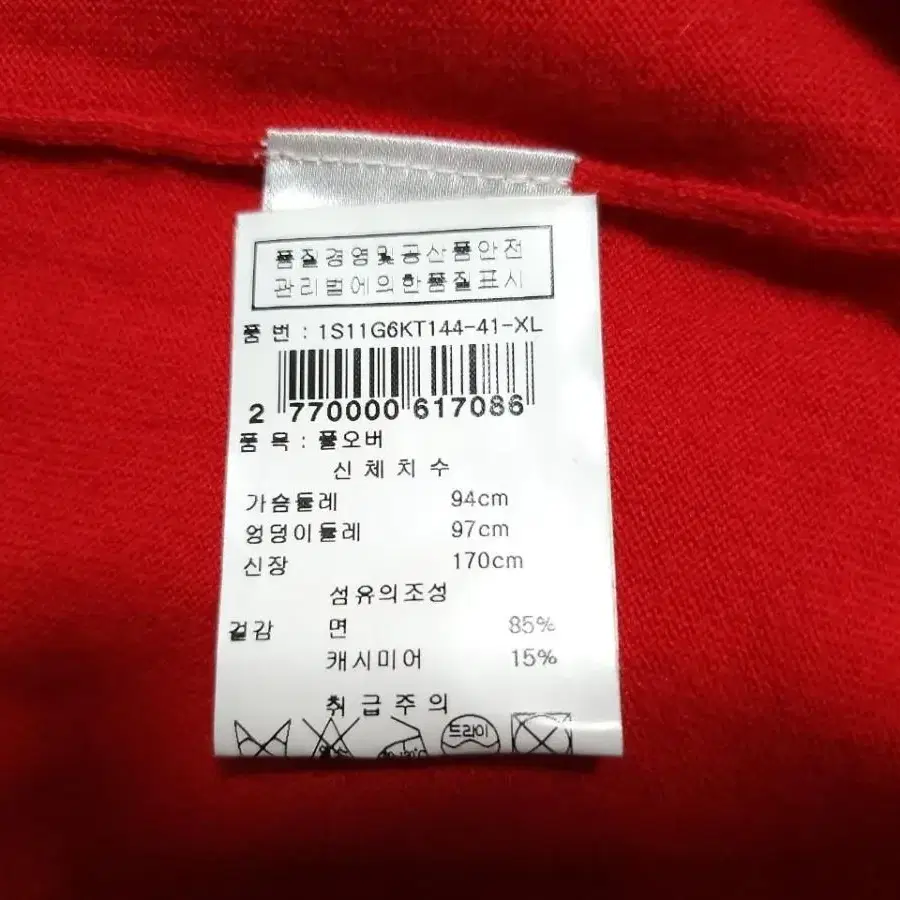 품질경영및공산품안전
관리법에의한품질표시
품 번 : 1S11G6KT144-41-XL
2 770000 617086
품 목 : 풀오버
신 체 치 수
가슴둘레 94cm
엉덩이둘레 97cm
신장 170cm
섬유의조성
겉감 면 85%
캐시미어 15%
취 급 주 의
드라이